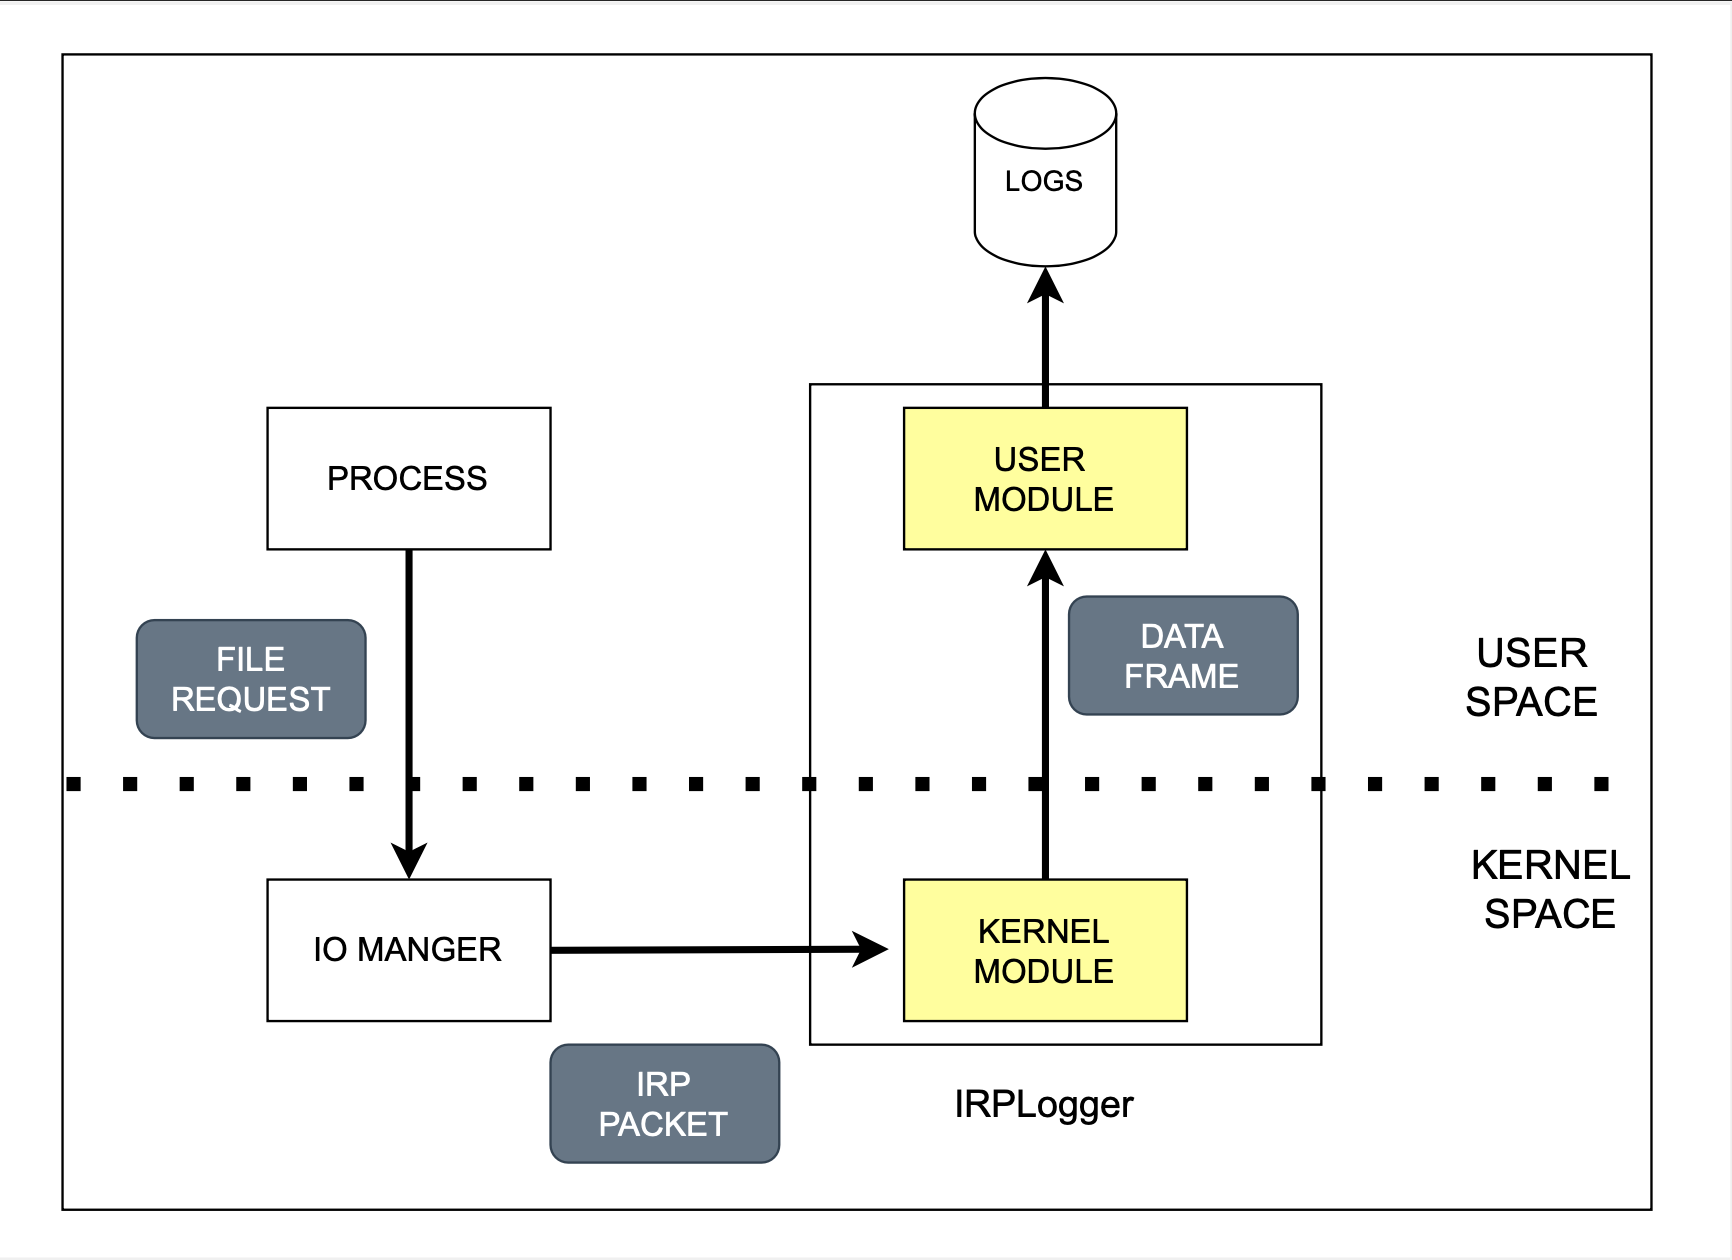 LOGS
PROCESS
USER
MODULE
FILE
REQUEST
DATA
FRAME
USER
SPACE
KERNEL
SPACE
IO MANGER
KERNEL
MODULE
IRP
PACKET
IRPLogger